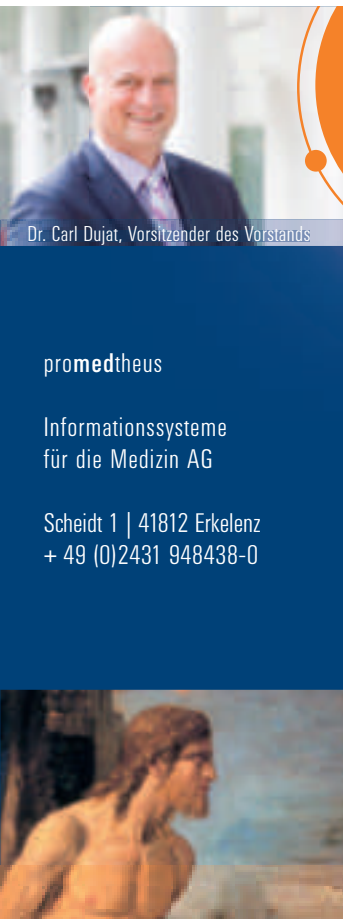 Dr. Carl Dujat, Vorsitzender des Vorstands
promedtheus
Informationssysteme
für die Medizin AG
Scheidt 1 | 41812 Erkelenz
+ 49 (0)2431 948438-0